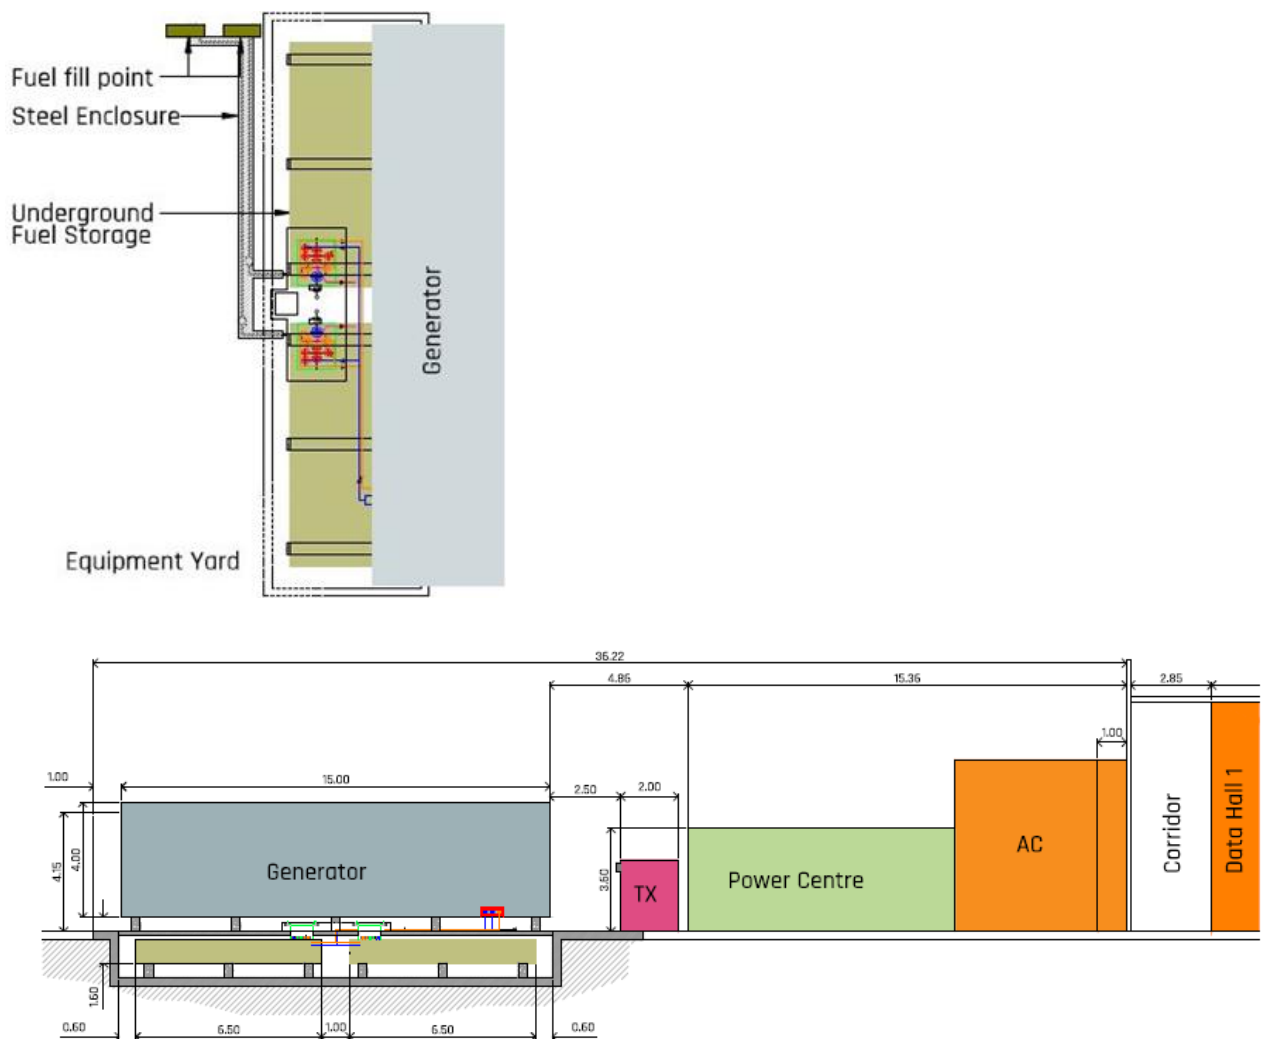 Fuel fill point
Steel Enclosure
Underground
Fuel Storage
Generator
Equipment Yard
36.22
4.86
15.36
2.85
1.00
1.00
15.00
2.50
2.00
4.15
4.00
3.60
Generator
TX
Power Centre
AC
Corridor
Data Hall 1
1.60
0.60
6.50
1.00
6.50
0.60